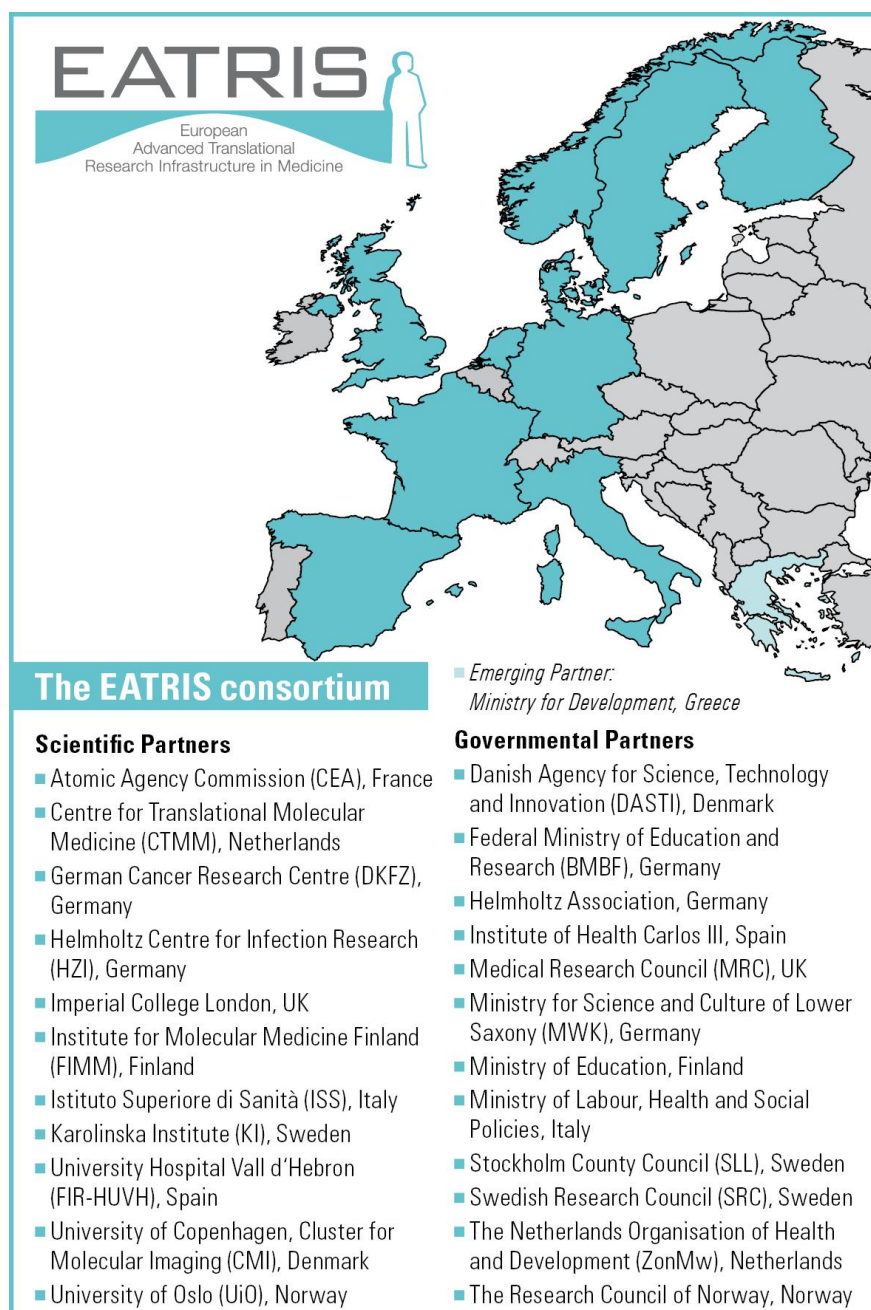 EATRIS
European
Advanced Translational
Research Infrastructure in Medicine
The EATRIS consortium
Emerging Partner:
Ministry for Development, Greece
Scientific Partners
Atomic Agency Commission (CEA), France
Centre for Translational Molecular
Medicine (CTMM), Netherlands
German Cancer Research Centre (DKFZ),
Germany
Helmholtz Centre for Infection Research
(HZI), Germany
Imperial College London, UK
Institute for Molecular Medicine Finland
(FIMM), Finland
Istituto Superiore di Sanità (ISS), Italy
Karolinska Institute (KI), Sweden
University Hospital Vall d‘Hebron
(FIR-HUVH), Spain
University of Copenhagen, Cluster for
Molecular Imaging (CMI), Denmark
University of Oslo (UiO), Norway
Governmental Partners
Danish Agency for Science, Technology
and Innovation (DASTI), Denmark
Federal Ministry of Education and
Research (BMBF), Germany
Helmholtz Association, Germany
Institute of Health Carlos III, Spain
Medical Research Council (MRC), UK
Ministry for Science and Culture of Lower
Saxony (MWK), Germany
Ministry of Education, Finland
Ministry of Labour, Health and Social
Policies, Italy
Stockholm County Council (SLL), Sweden
Swedish Research Council (SRC), Sweden
The Netherlands Organisation of Health
and Development (ZonMw), Netherlands
The Research Council of Norway, Norway